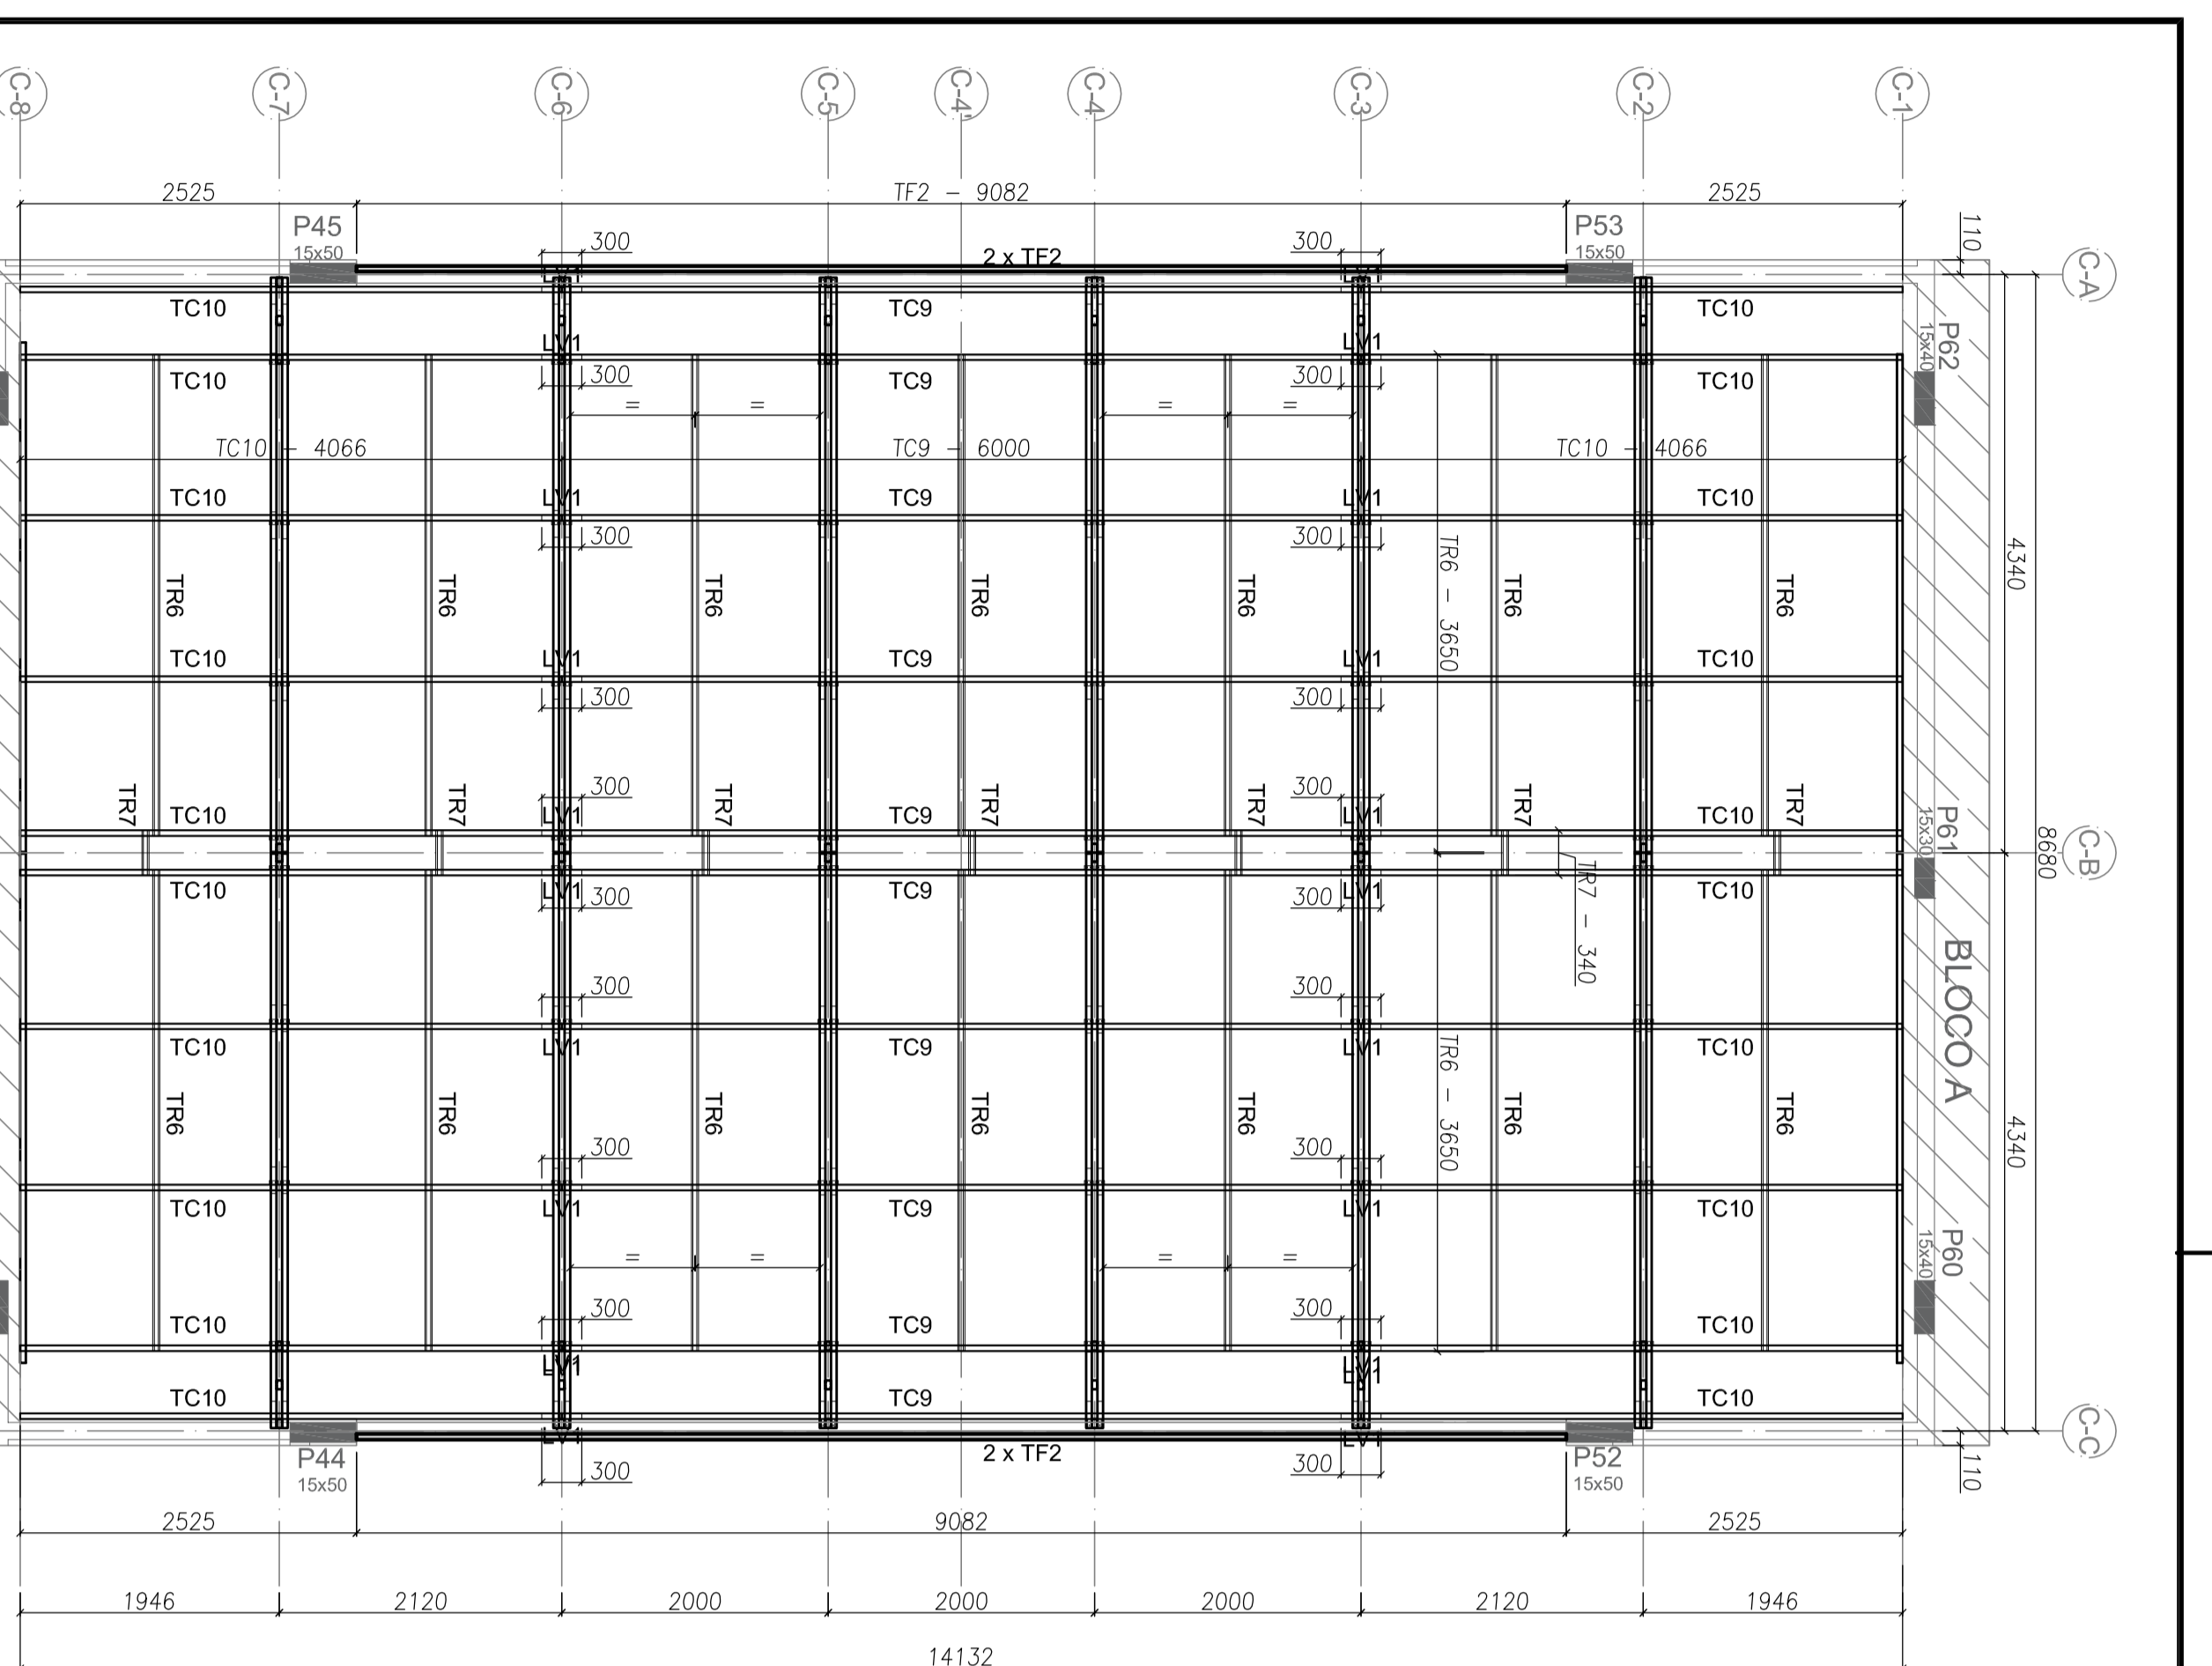 C-8 C-7 C-6 C-5 C-4' C-4 C-3 C-2 C-1
2525 TF2 - 9082 2525
110
P45 P53
15x50 15x50
300 300
2 x TF2
C-A
LV1 LV1
TC10 TC9 TC10
LV1 LV1
P62
15x40
300 300
TC10 TC9 TC10
= = = =
TC10 - 4066 TC9 - 6000 TC10 - 4066
TC10 LV1 TC9 LV1 TC10
300 300
4340
TR6 - 3650
TR6 TR6 TR6 TR6 TR6 TR6 TR6
TC10 LV1 TC9 LV1 TC10
300 300
300 300
TR7 TR7 TR7 TR7 TR7 TR7 TR7
TC10 LV1 TC9 LV1 TC10
P61
15x30
C-B
8680
TR7 - 340
TC10 LV1 TC9 LV1 TC10
300 300
BLOCO A
300 300
TC10 LV1 TC9 LV1 TC10
TR6 - 3650
TR6 TR6 TR6 TR6 TR6 TR6 TR6
4340
300 300
TC10 LV1 TC9 LV1 TC10
P60
15x40
= = = =
300 300
TC10 TC9 TC10
LV1 LV1
TC10 TC9 TC10
C-C
LV1 LV1
2 x TF2
P44 P52
15x50 15x50
300 300
110
2525 9082 2525
1946 2120 2000 2000 2000 2120 1946
14132